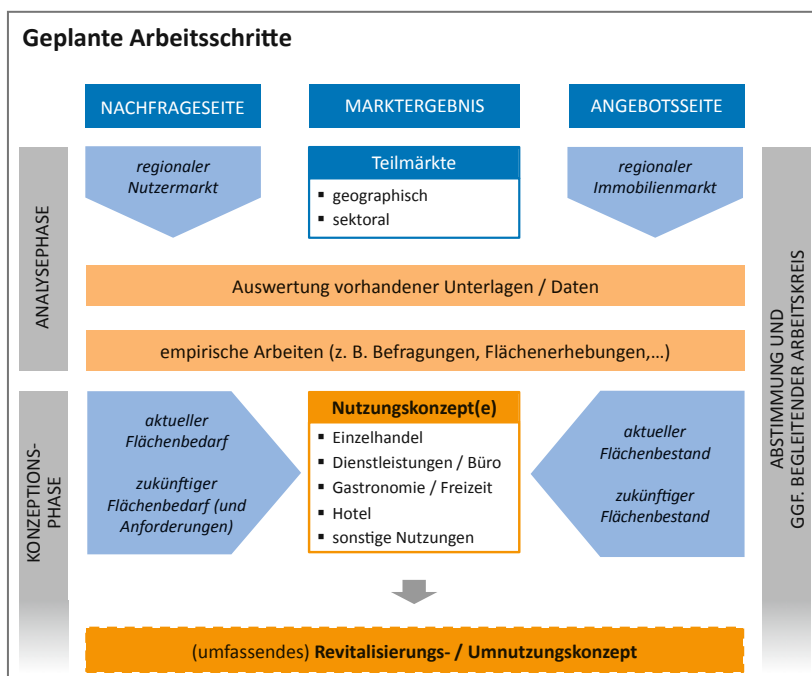 Geplante Arbeitsschritte
NACHFRAGESEITE
MARKTERGEBNIS
ANGEBOTSSEITE
ANALYSEPHASE
regionaler
Nutzermarkt
Teilmärkte
▪ geographisch
▪ sektoral
regionaler
Immobilienmarkt
Auswertung vorhandener Unterlagen / Daten
empirische Arbeiten (z. B. Befragungen, Flächenerhebungen,...)
KONZEPTIONS-
PHASE
aktueller
Flächenbedarf
zukünftiger
Flächenbedarf (und
Anforderungen)
Nutzungskonzept(e)
▪ Einzelhandel
▪ Dienstleistungen / Büro
▪ Gastronomie / Freizeit
▪ Hotel
▪ sonstige Nutzungen
aktueller
Flächenbestand
zukünftiger
Flächenbestand
ABSTIMMUNG UND
GGF. BEGLEITENDER ARBEITSKREIS
(umfassendes) Revitalisierungs- / Umnutzungskonzept